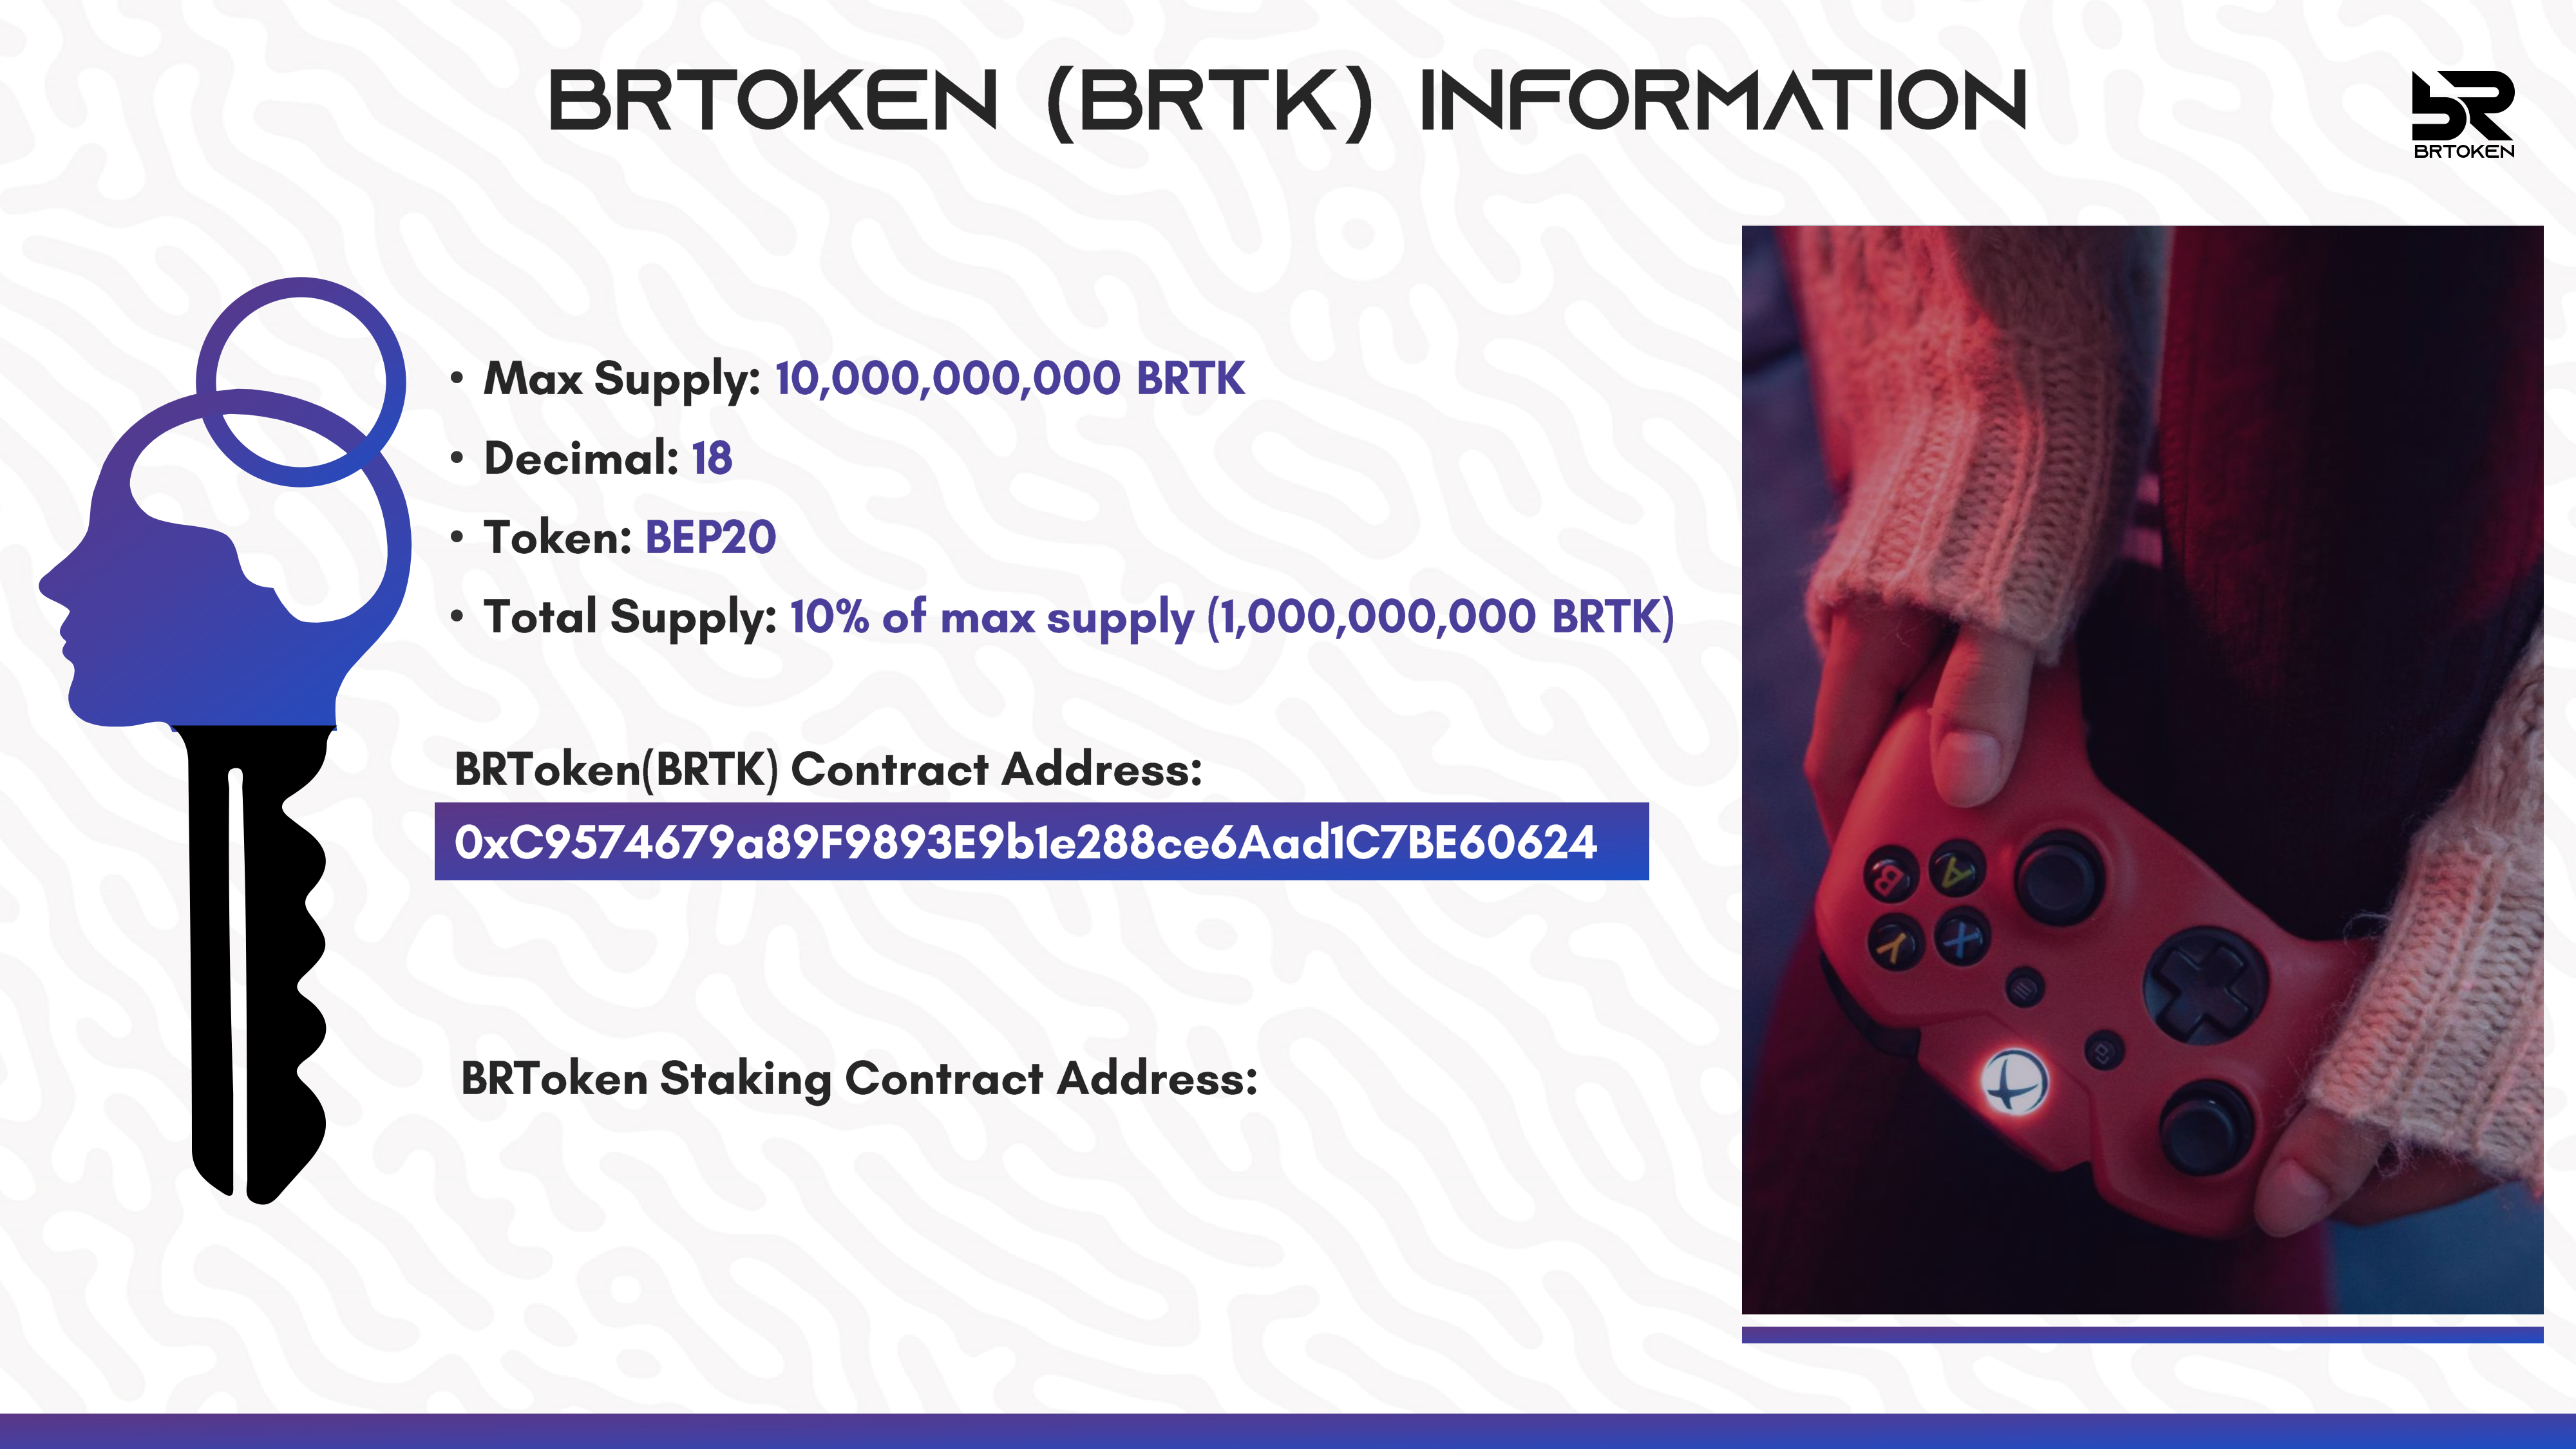 BRTOKEN (BRTK) INFORMATION
BR
BRTOKEN
• Max Supply: 10,000,000,000 BRTK
• Decimal: 18
• Token: BEP20
• Total Supply: 10% of max supply (1,000,000,000 BRTK)
BRToken(BRTK) Contract Address:
0xC9574679a89F9893E9b1e288ce6Aad1C7BE60624
BRToken Staking Contract Address:
B A
Y X